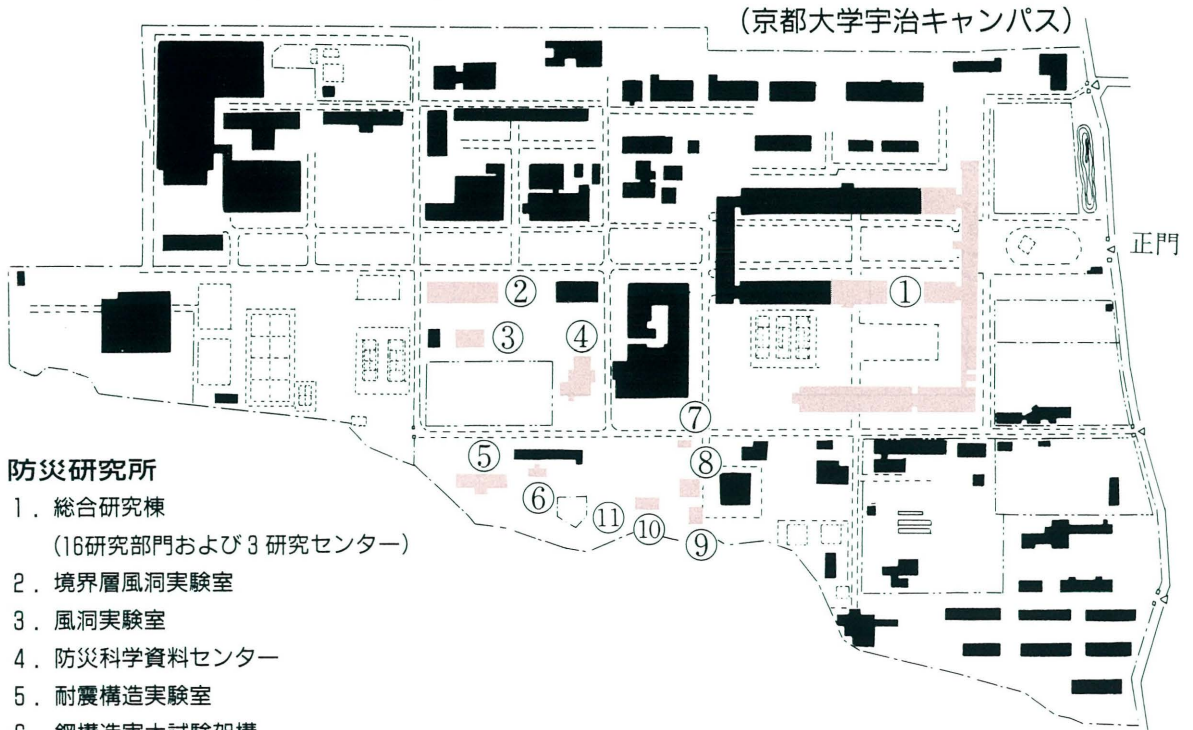 (京都大学宇治キャンパス)
正門
①
②
③
④
⑤
⑥
⑦
⑧
⑨
⑩
⑪
防災研究所
1. 総合研究棟
(16研究部門および3研究センター)
2. 境界層風洞実験室
3. 風洞実験室
4. 防災科学資料センター
5. 耐震構造実験室